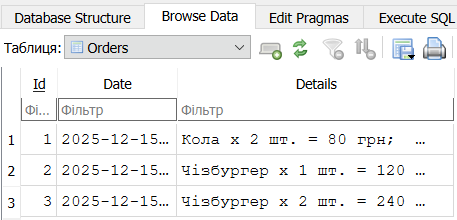 Database Structure Browse Data Edit Pragmas Execute SQL
Таблиця: Orders
Id Date Details
Фі... Фільтр Фільтр
1 1 2025-12-15… Кола x 2 шт. = 80 грн; …
2 2 2025-12-15… Чізбургер x 1 шт. = 120 …
3 3 2025-12-15… Чізбургер x 2 шт. = 240 …